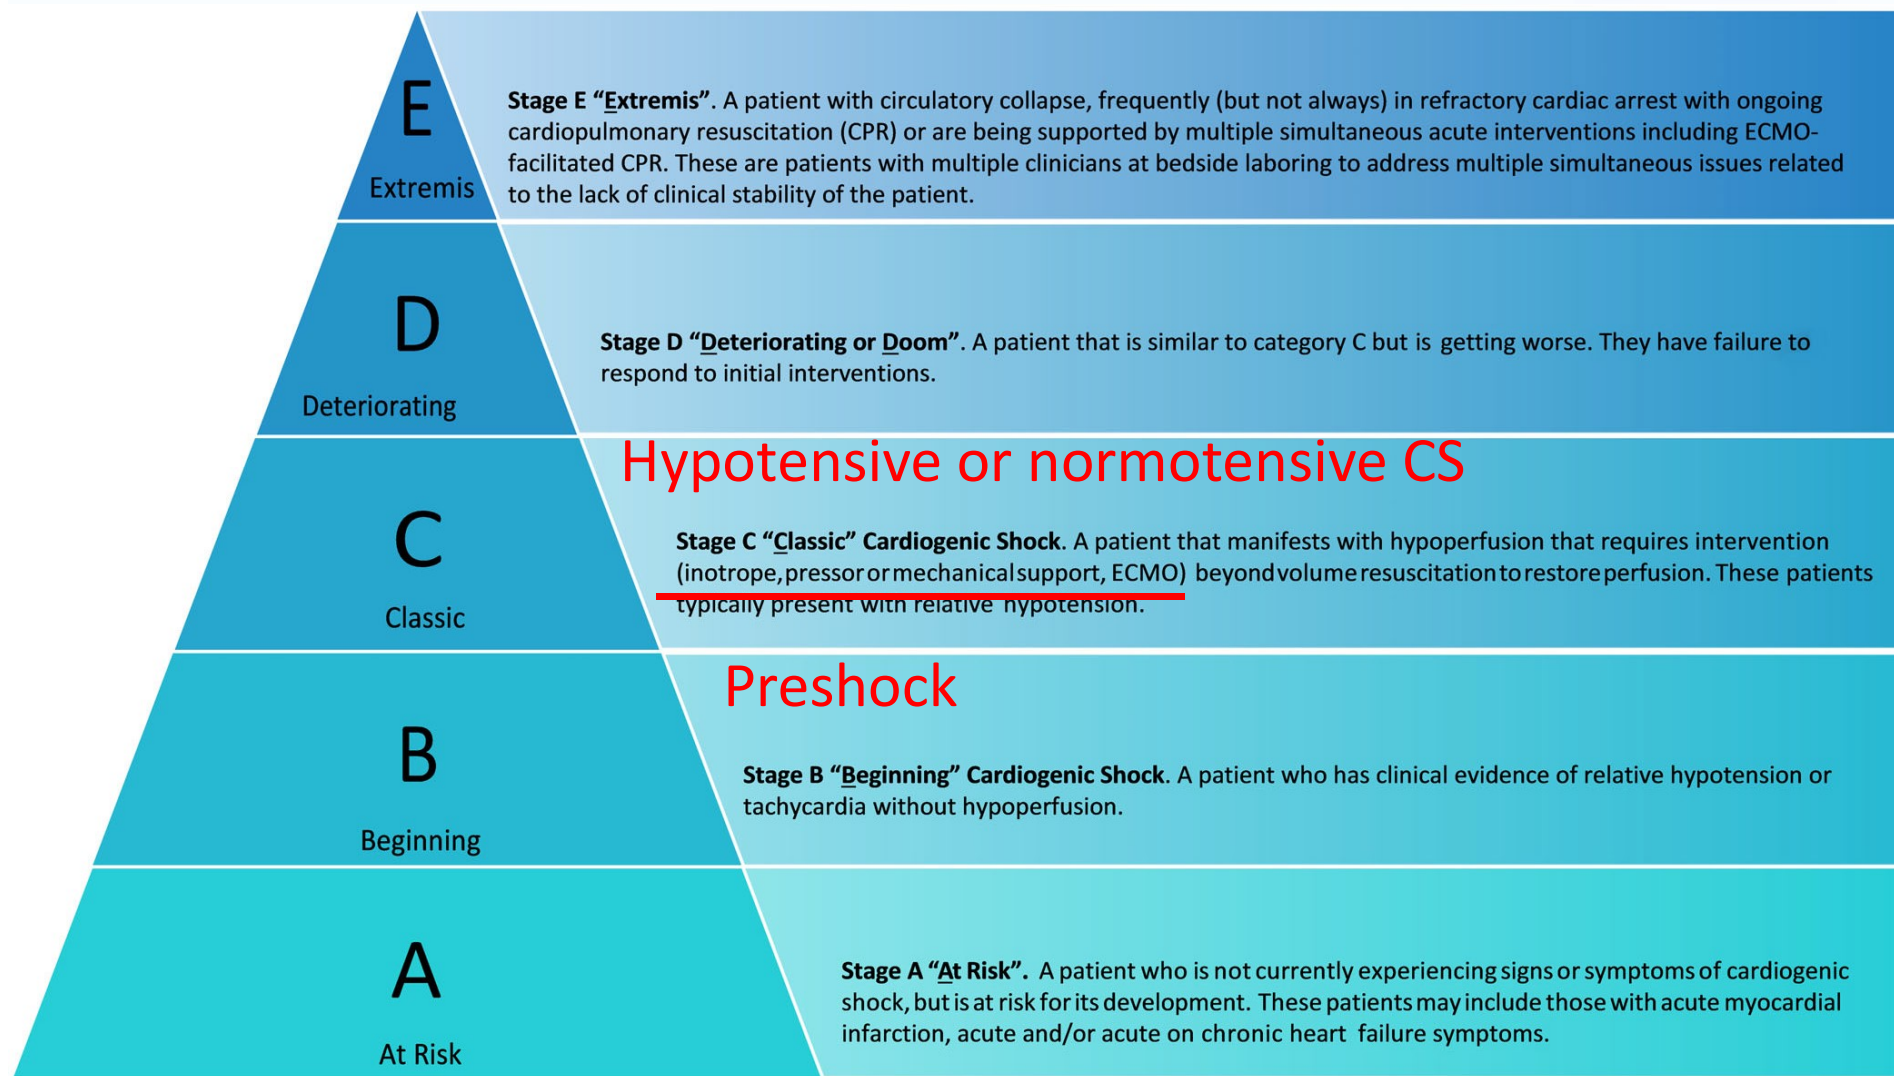 E
Extremis
Stage E “Extremis”. A patient with circulatory collapse, frequently (but not always) in refractory cardiac arrest with ongoing
cardiopulmonary resuscitation (CPR) or are being supported by multiple simultaneous acute interventions including ECMO-
facilitated CPR. These are patients with multiple clinicians at bedside laboring to address multiple simultaneous issues related
to the lack of clinical stability of the patient.
D
Deteriorating
Stage D “Deteriorating or Doom”. A patient that is similar to category C but is getting worse. They have failure to
respond to initial interventions.
Hypotensive or normotensive CS
C
Classic
Stage C “Classic” Cardiogenic Shock. A patient that manifests with hypoperfusion that requires intervention
(inotrope, pressor or mechanical support, ECMO) beyond volume resuscitation to restore perfusion. These patients
typically present with relative hypotension.
Preshock
B
Beginning
Stage B “Beginning” Cardiogenic Shock. A patient who has clinical evidence of relative hypotension or
tachycardia without hypoperfusion.
A
At Risk
Stage A “At Risk”. A patient who is not currently experiencing signs or symptoms of cardiogenic
shock, but is at risk for its development. These patients may include those with acute myocardial
infarction, acute and/or acute on chronic heart failure symptoms.